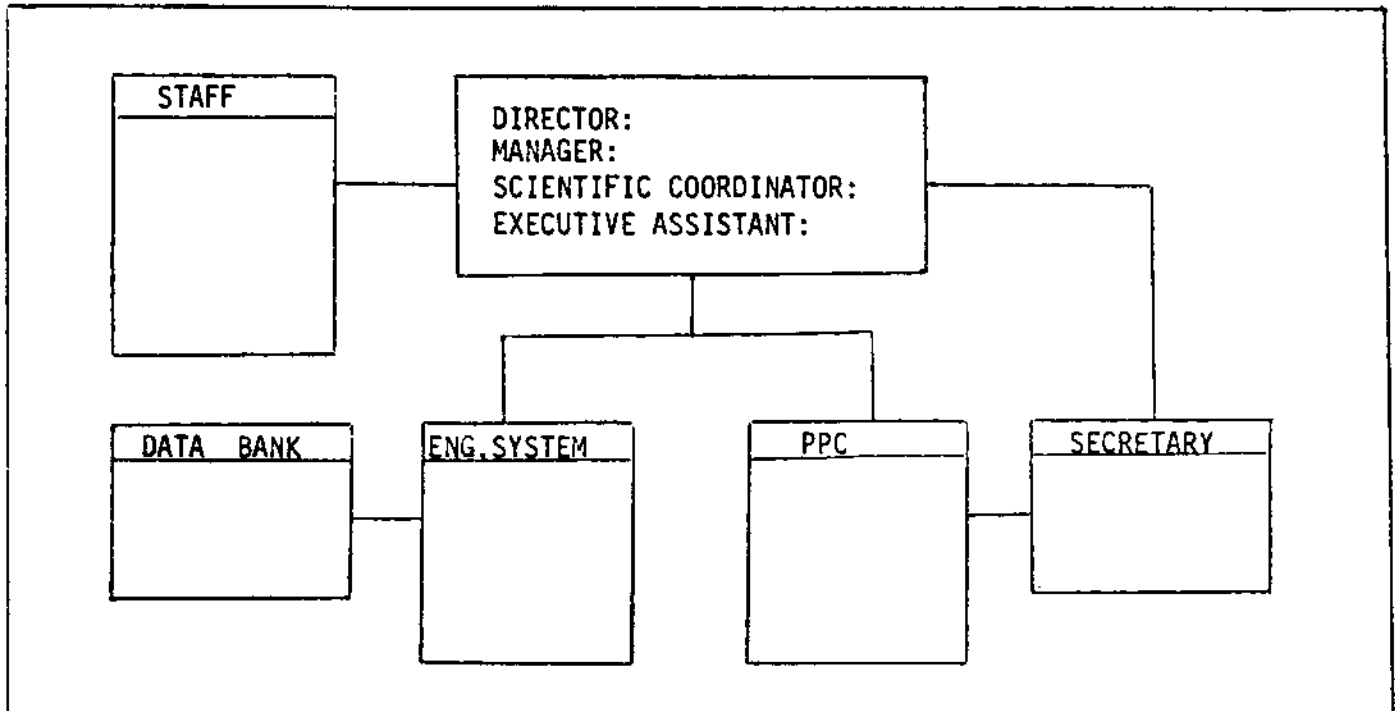 STAFF
DIRECTOR:
MANAGER:
SCIENTIFIC COORDINATOR:
EXECUTIVE ASSISTANT:
DATA BANK
ENG.SYSTEM
PPC
SECRETARY